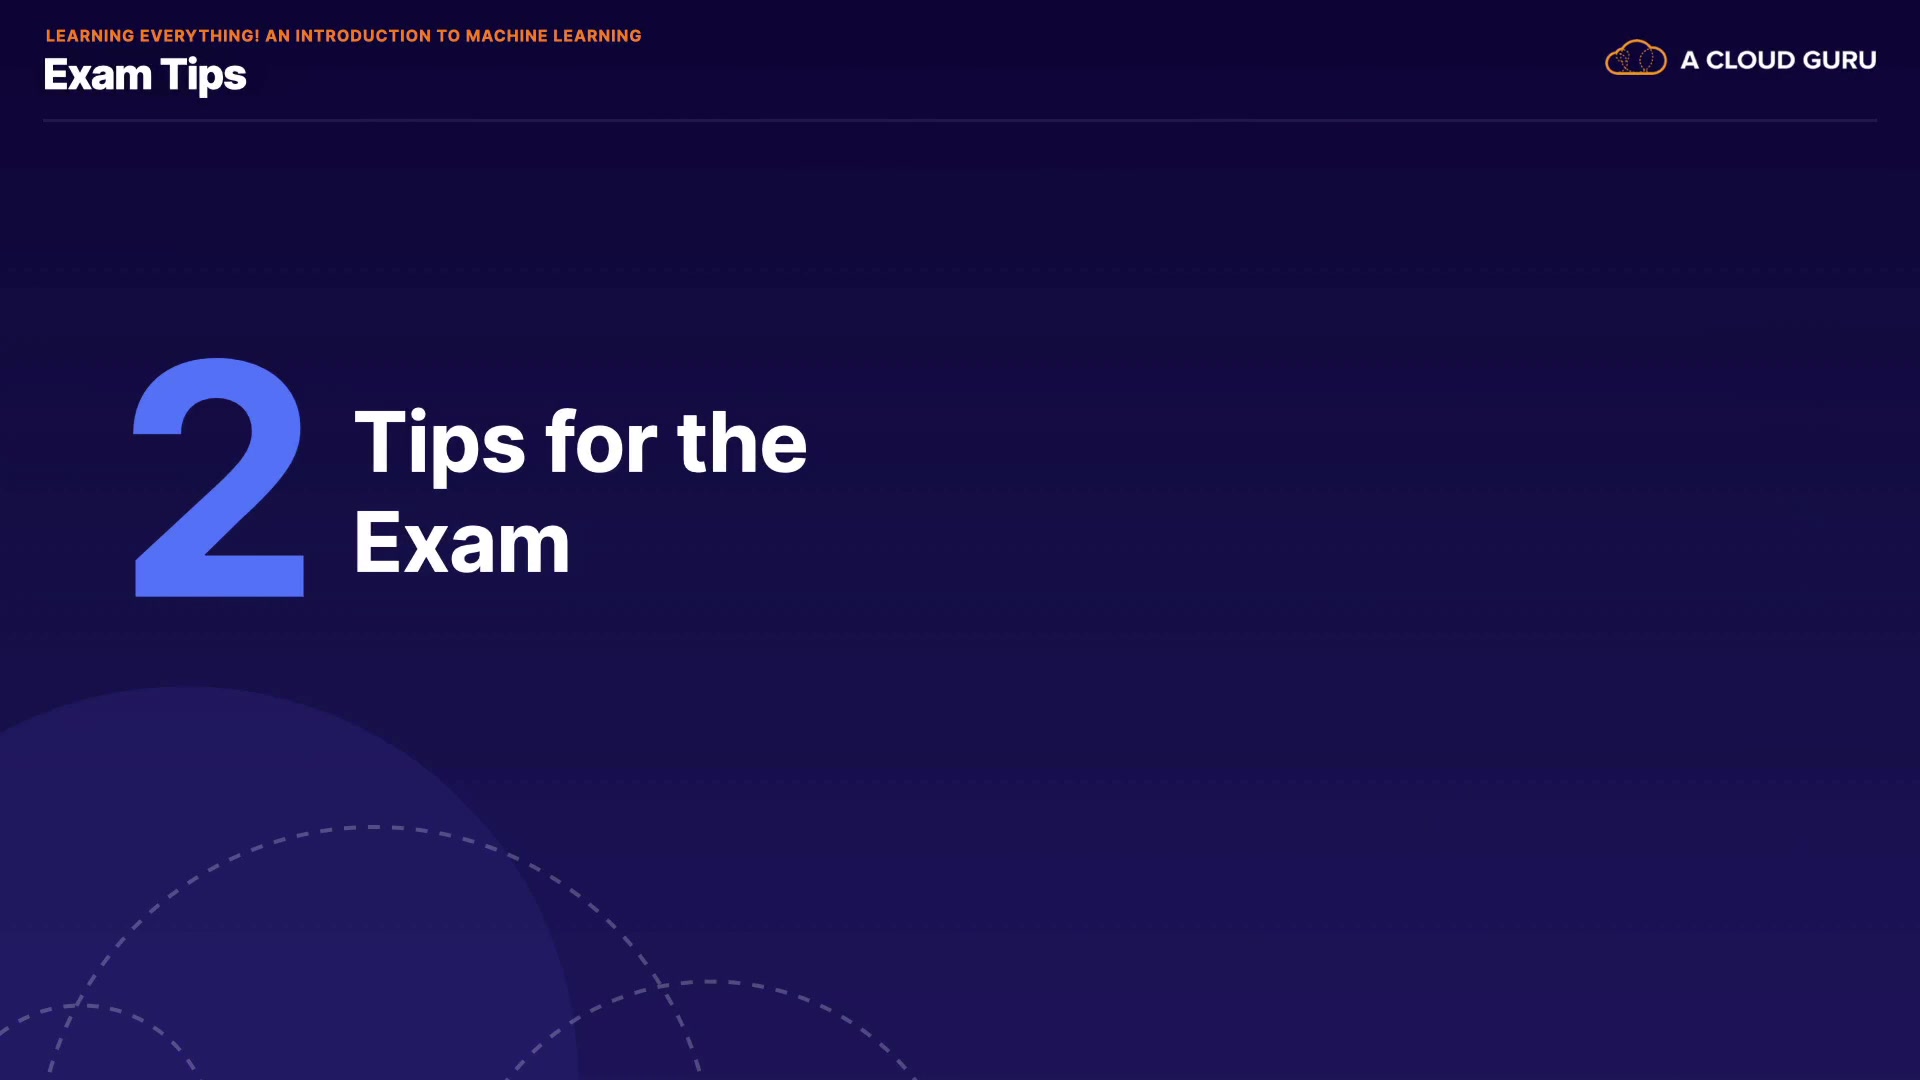 LEARNING EVERYTHING! AN INTRODUCTION TO MACHINE LEARNING
Exam Tips
A CLOUD GURU
2
Tips for the
Exam